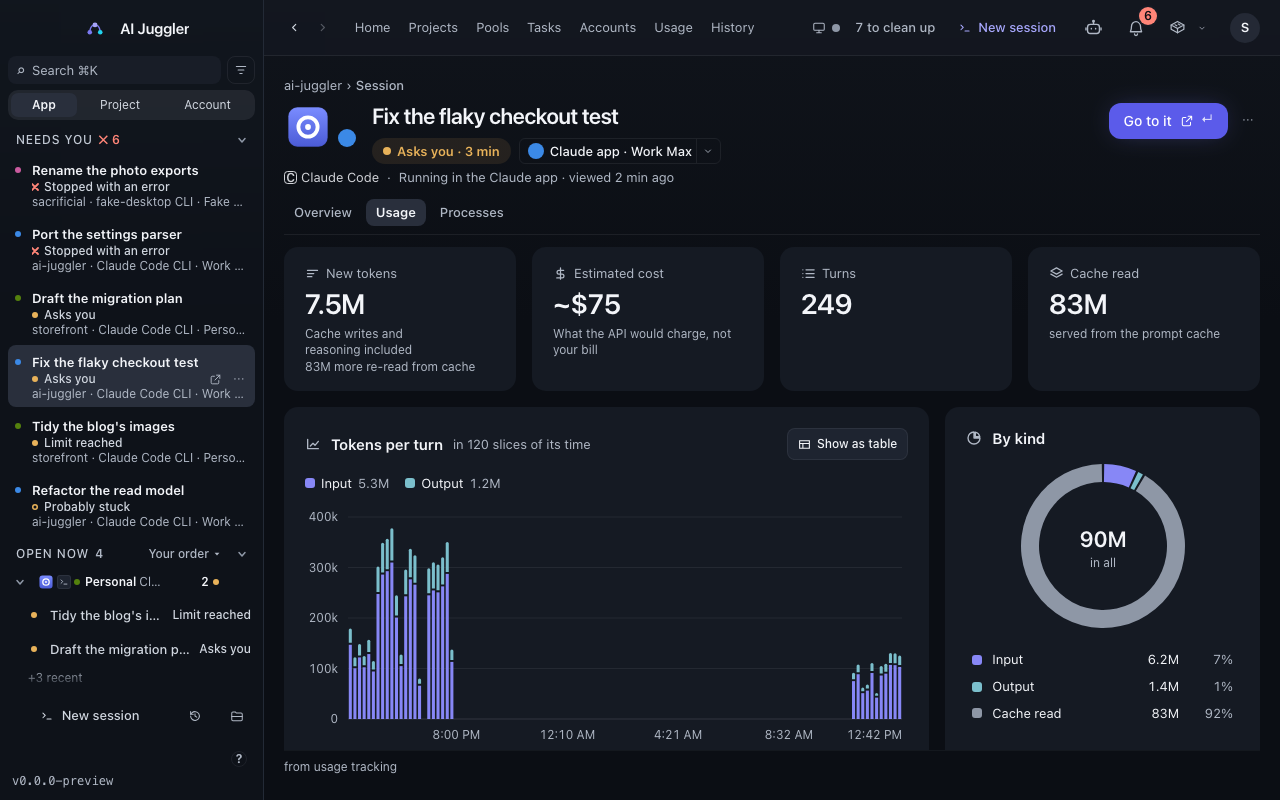 AI Juggler
Search ⌘K
App Project Account
NEEDS YOU 6
Rename the photo exports
Stopped with an error
sacrificial · fake-desktop CLI · Fake ...
Port the settings parser
Stopped with an error
ai-juggler · Claude Code CLI · Work ...
Draft the migration plan
Asks you
storefront · Claude Code CLI · Perso...
Fix the flaky checkout test
Asks you
ai-juggler · Claude Code CLI · Work ...
Tidy the blog's images
Limit reached
storefront · Claude Code CLI · Perso...
Refactor the read model
Probably stuck
ai-juggler · Claude Code CLI · Work ...
OPEN NOW 4 Your order
Personal Cl... 2
Tidy the blog's i... Limit reached
Draft the migration p... Asks you
+3 recent
New session
?
v0.0.0-preview
Home Projects Pools Tasks Accounts Usage History
7 to clean up
New session
6
S
ai-juggler › Session
Fix the flaky checkout test
Go to it
Asks you · 3 min
Claude app · Work Max
Claude Code · Running in the Claude app · viewed 2 min ago
Overview Usage Processes
New tokens
7.5M
Cache writes and
reasoning included
83M more re-read from cache
Estimated cost
~$75
What the API would charge, not
your bill
Turns
249
Cache read
83M
served from the prompt cache
Tokens per turn in 120 slices of its time
Show as table
Input 5.3M Output 1.2M
400k
300k
200k
100k
0
8:00 PM 12:10 AM 4:21 AM 8:32 AM 12:42 PM
By kind
90M
in all
Input 6.2M 7%
Output 1.4M 1%
Cache read 83M 92%
from usage tracking